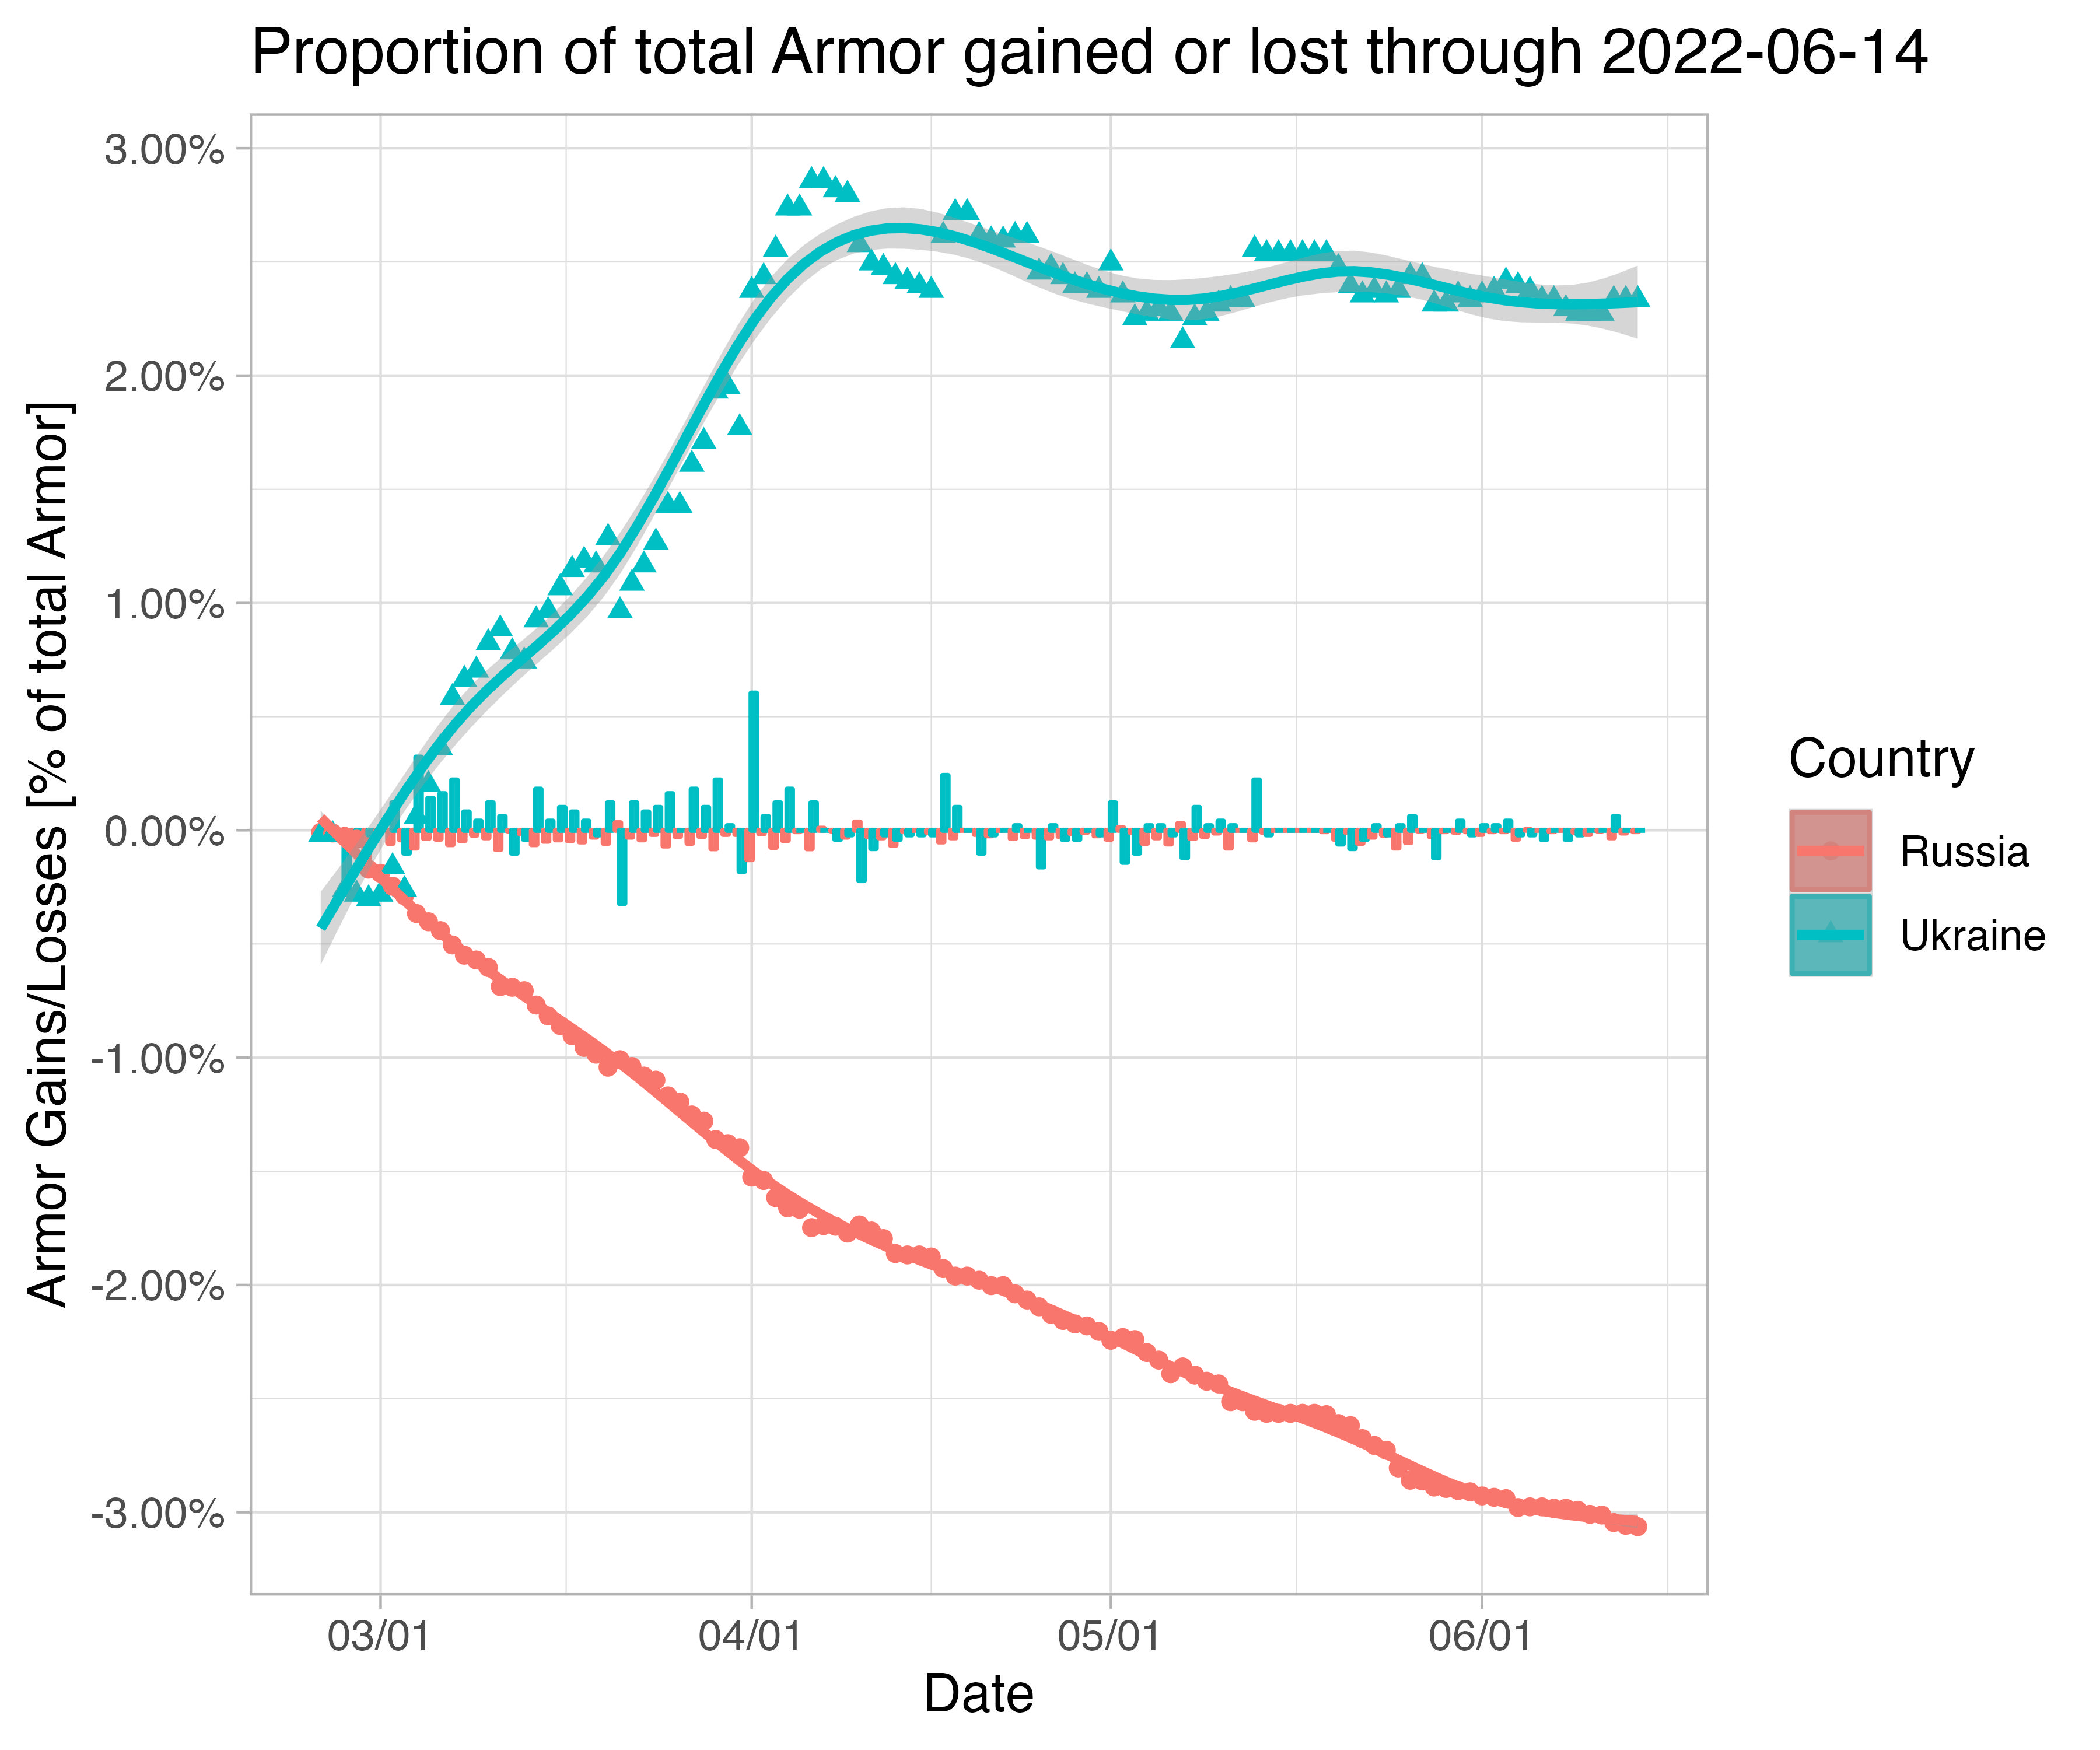 Proportion of total Armor gained or lost through 2022-06-14
Armor Gains/Losses [% of total Armor]
3.00%
2.00%
1.00%
0.00%
-1.00%
-2.00%
-3.00%
03/01
04/01
05/01
06/01
Date
Country
Russia
Ukraine